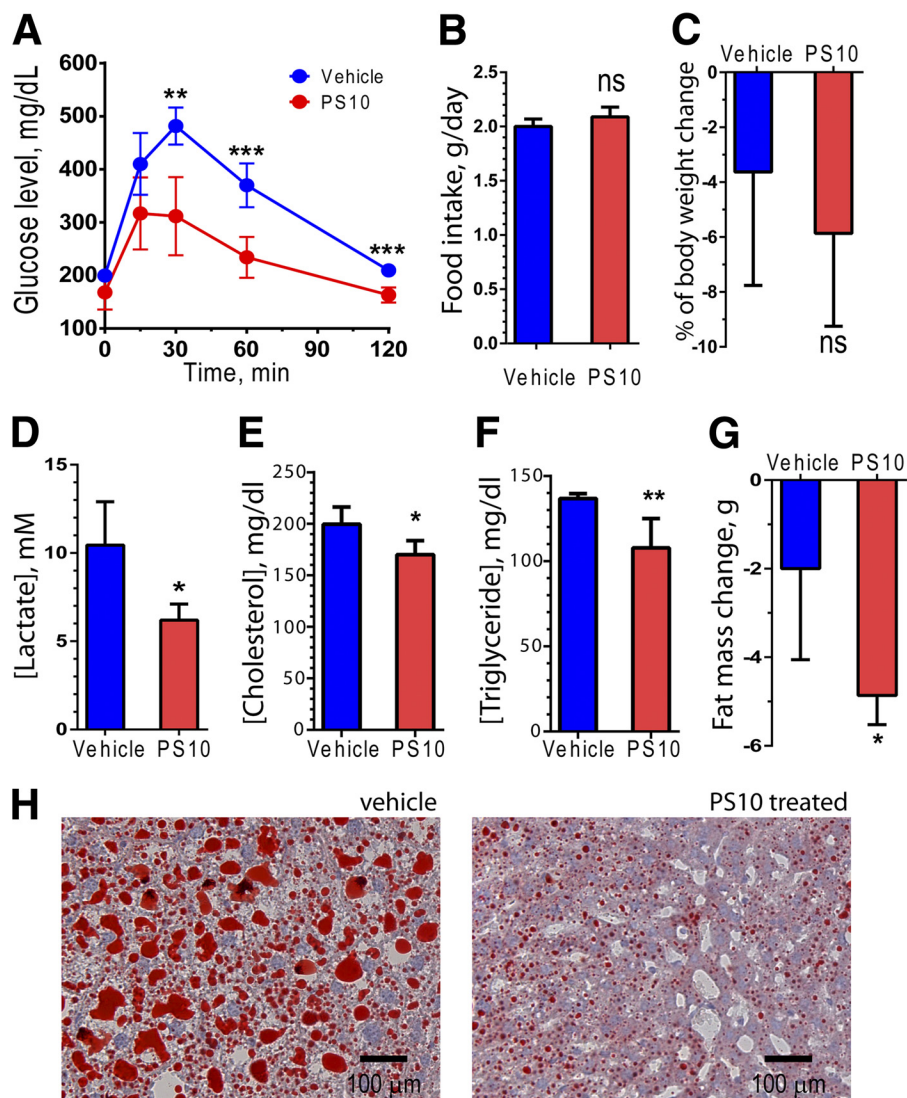 A
Glucose level, mg/dL
600
500
400
300
200
100
0
30
60
90
120
Time, min
Vehicle
PS10
**
***
***
B
Food intake, g/day
2.5
2.0
1.5
1.0
0.5
0.0
ns
Vehicle PS10
C
Vehicle PS10
% of body weight change
0
-2
-4
-6
-8
-10
ns
D
[Lactate], mM
15
10
5
0
*
Vehicle PS10
E
[Cholesterol], mg/dl
250
200
150
100
50
0
*
Vehicle PS10
F
[Triglyceride], mg/dl
150
100
50
0
**
Vehicle PS10
G
Vehicle PS10
Fat mass change, g
0
-2
-4
-6
*
H
vehicle
PS10 treated
100 μm
100 μm